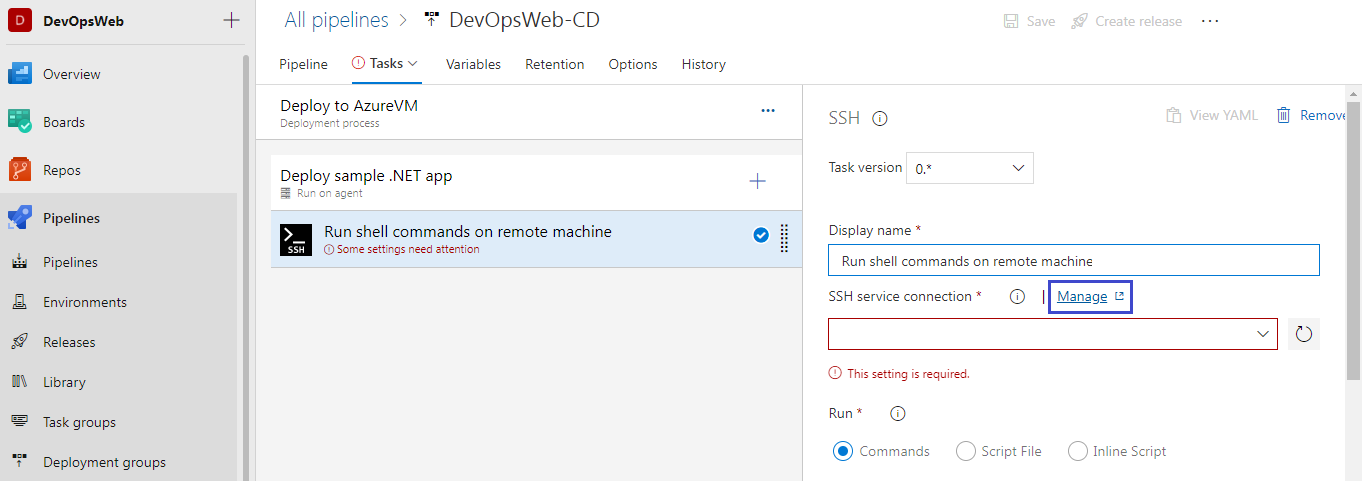 D DevOpsWeb +
Overview
Boards
Repos
Pipelines
Pipelines
Environments
Releases
Library
Task groups
Deployment groups
All pipelines > DevOpsWeb-CD
Save Create release ...
Pipeline Tasks Variables Retention Options History
Deploy to AzureVM ...
Deployment process
Deploy sample .NET app +
Run on agent
SSH
Run shell commands on remote machine
Some settings need attention
SSH
View YAML Remove
Task version 0.*
Display name *
Run shell commands on remote machine
SSH service connection * | Manage
This setting is required.
Run *
Commands Script File Inline Script